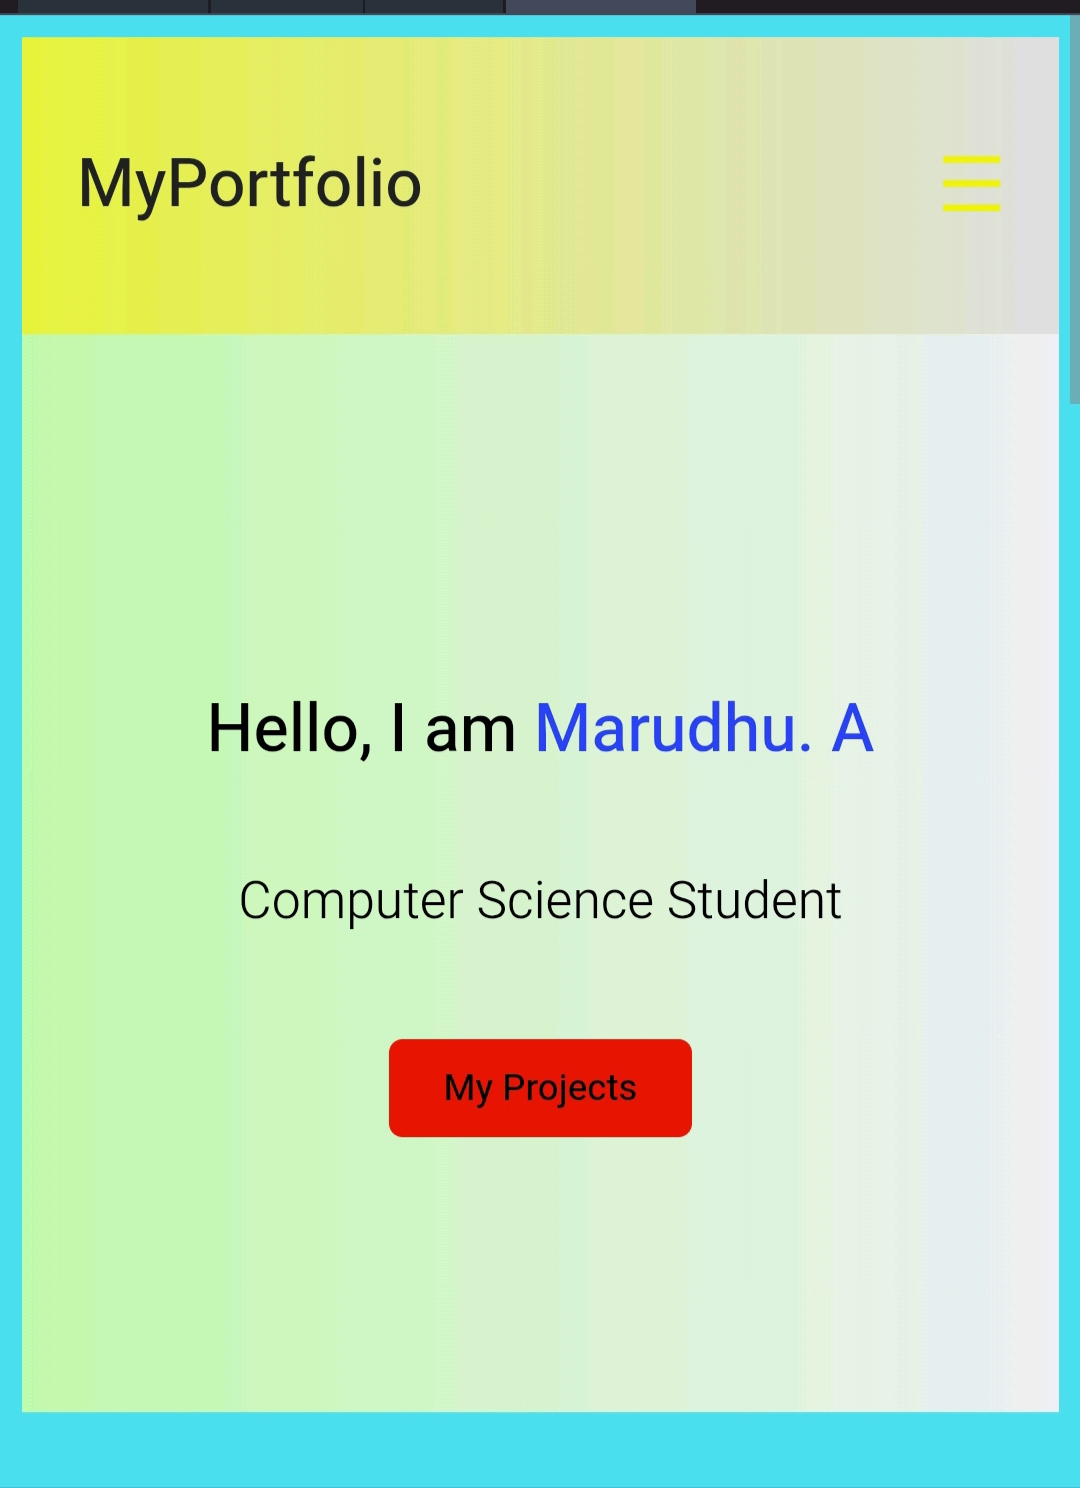 MyPortfolio
Hello, I am Marudhu. A
Computer Science Student
My Projects